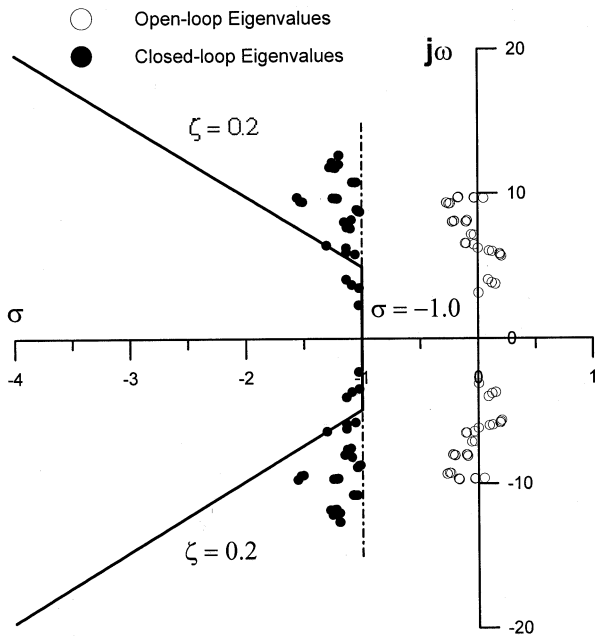 Open-loop Eigenvalues
Closed-loop Eigenvalues
jω
20
ζ = 0.2
10
σ
σ = −1.0
0
-4
-3
-2
-1
0
1
-10
ζ = 0.2
-20